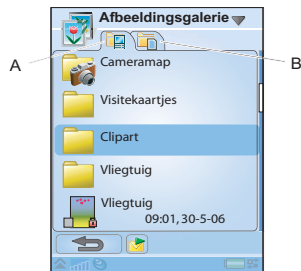 Afbeeldingsgalerie
A
B
Cameramap
Visitekaartjes
Clipart
Vliegtuig
Vliegtuig
09:01, 30-5-06